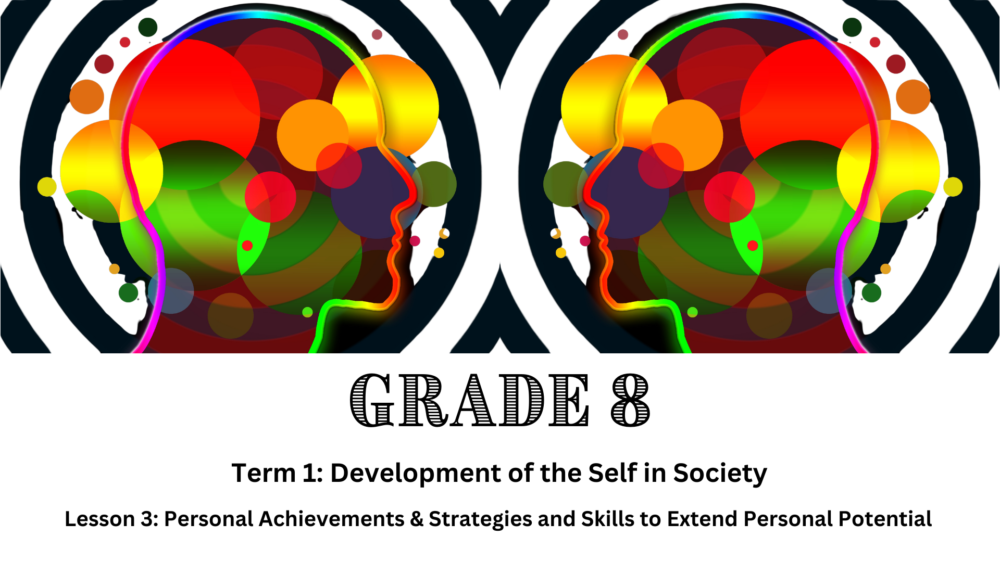 GRADE 8
Term 1: Development of the Self in Society
Lesson 3: Personal Achievements & Strategies and Skills to Extend Personal Potential